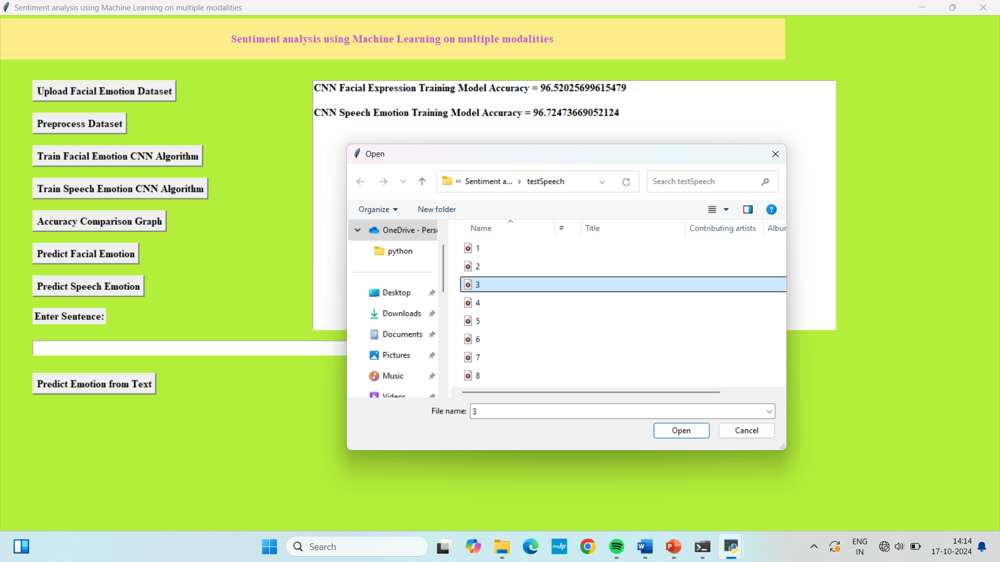 Sentiment analysis using Machine Learning on multiple modalities
Sentiment analysis using Machine Learning on multiple modalities
Upload Facial Emotion Dataset
Preprocess Dataset
Train Facial Emotion CNN Algorithm
Train Speech Emotion CNN Algorithm
Accuracy Comparison Graph
Predict Facial Emotion
Predict Speech Emotion
Enter Sentence:
Predict Emotion from Text
CNN Facial Expression Training Model Accuracy = 96.52025699615479
CNN Speech Emotion Training Model Accuracy = 96.72473669052124
Open
« Sentiment a... › testSpeech
Search testSpeech
Organize
New folder
OneDrive - Perso
python
Desktop
Downloads
Documents
Pictures
Music
Videos
Name
#
Title
Contributing artists
Album
1
2
3
4
5
6
7
8
File name: 3
Open
Cancel
Search
myhp
ENG
IN
14:14
17-10-2024